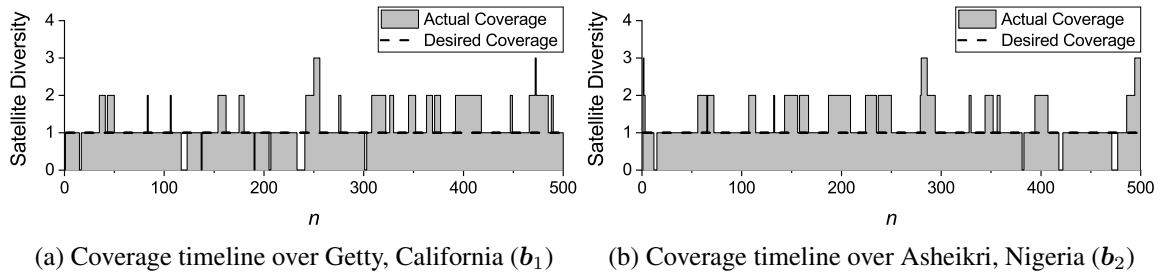 Satellite Diversity
4
3
2
1
0
0 100 200 300 400 500
n
Actual Coverage
Desired Coverage
(a) Coverage timeline over Getty, California (b₁)
Satellite Diversity
4
3
2
1
0
0 100 200 300 400 500
n
Actual Coverage
Desired Coverage
(b) Coverage timeline over Asheikri, Nigeria (b₂)